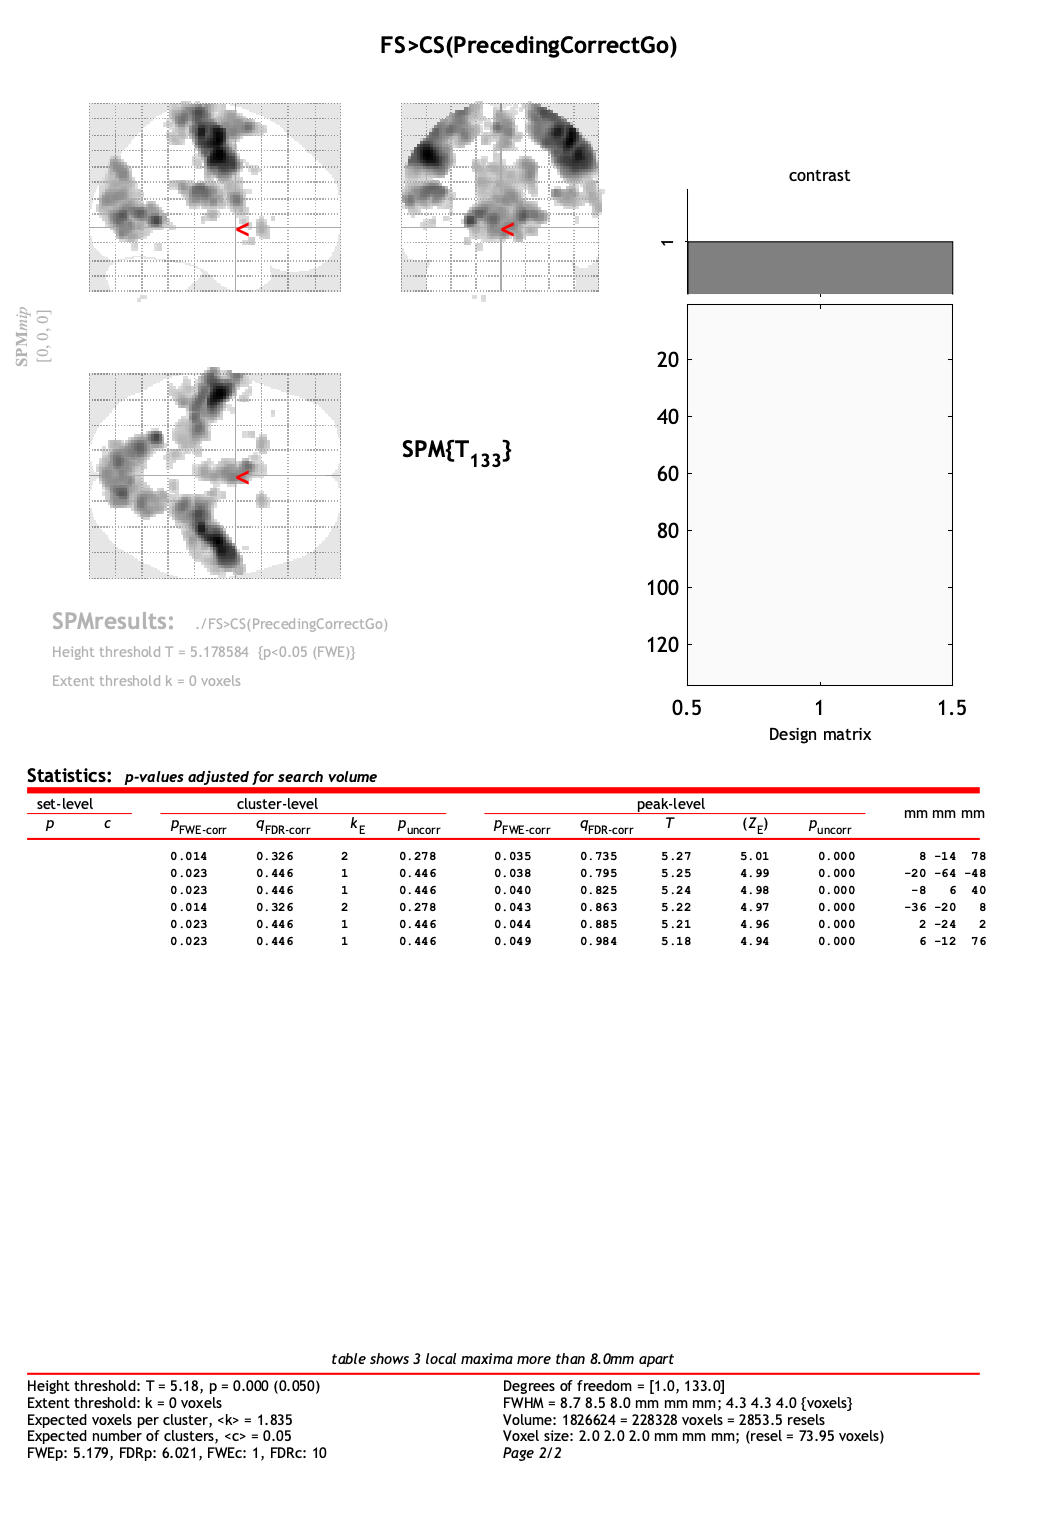 FS>CS(PrecedingCorrectGo)
contrast
1
<
<
SPMmip
[0, 0, 0]
<
SPM{T133}
20
40
60
80
100
120
0.5 1 1.5
Design matrix
SPMresults: ./FS>CS(PrecedingCorrectGo)
Height threshold T = 5.178584 {p<0.05 (FWE)}
Extent threshold k = 0 voxels
Statistics: p-values adjusted for search volume
set-level cluster-level peak-level mm mm mm
p c pFWE-corr qFDR-corr kE puncorr pFWE-corr qFDR-corr T (ZE) puncorr
0.014 0.326 2 0.278 0.035 0.735 5.27 5.01 0.000 8 -14 78
0.023 0.446 1 0.446 0.038 0.795 5.25 4.99 0.000 -20 -64 -48
0.023 0.446 1 0.446 0.040 0.825 5.24 4.98 0.000 -8 6 40
0.014 0.326 2 0.278 0.043 0.863 5.22 4.97 0.000 -36 -20 8
0.023 0.446 1 0.446 0.044 0.885 5.21 4.96 0.000 2 -24 2
0.023 0.446 1 0.446 0.049 0.984 5.18 4.94 0.000 6 -12 76
table shows 3 local maxima more than 8.0mm apart
Height threshold: T = 5.18, p = 0.000 (0.050)
Extent threshold: k = 0 voxels
Expected voxels per cluster, <k> = 1.835
Expected number of clusters, <c> = 0.05
FWEp: 5.179, FDRp: 6.021, FWEc: 1, FDRc: 10
Degrees of freedom = [1.0, 133.0]
FWHM = 8.7 8.5 8.0 mm mm mm; 4.3 4.3 4.0 {voxels}
Volume: 1826624 = 228328 voxels = 2853.5 resels
Voxel size: 2.0 2.0 2.0 mm mm mm; (resel = 73.95 voxels)
Page 2/2